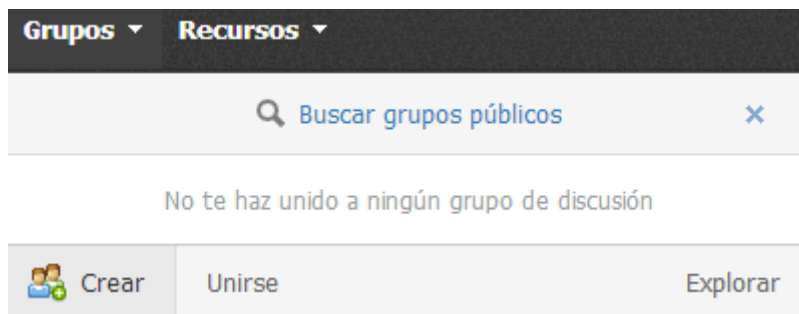 Grupos Recursos
Buscar grupos públicos
No te haz unido a ningún grupo de discusión
Crear Unirse Explorar